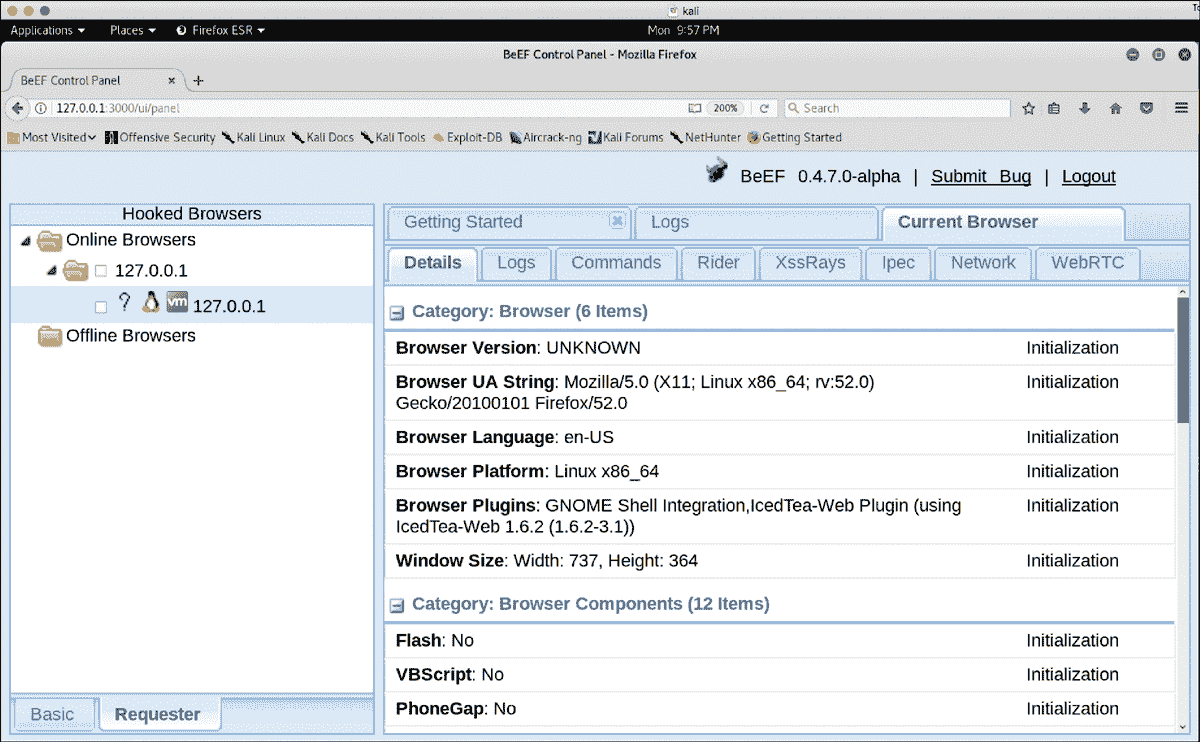 kali
To
Applications Places Firefox ESR Mon 9:57 PM
BeEF Control Panel - Mozilla Firefox
BeEF Control Panel × +
127.0.0.1:3000/ui/panel 200% Search
Most Visited Offensive Security Kali Linux Kali Docs Kali Tools Exploit-DB Aircrack-ng Kali Forums NetHunter Getting Started
BeEF 0.4.7.0-alpha | Submit Bug | Logout
Hooked Browsers
Online Browsers
127.0.0.1
? vm 127.0.0.1
Offline Browsers
Basic Requester
Getting Started Logs Current Browser
Details Logs Commands Rider XssRays Ipec Network WebRTC
Category: Browser (6 Items)
Browser Version: UNKNOWN Initialization
Browser UA String: Mozilla/5.0 (X11; Linux x86_64; rv:52.0) Initialization
Gecko/20100101 Firefox/52.0
Browser Language: en-US Initialization
Browser Platform: Linux x86_64 Initialization
Browser Plugins: GNOME Shell Integration,IcedTea-Web Plugin (using Initialization
IcedTea-Web 1.6.2 (1.6.2-3.1))
Window Size: Width: 737, Height: 364 Initialization
Category: Browser Components (12 Items)
Flash: No Initialization
VBScript: No Initialization
PhoneGap: No Initialization